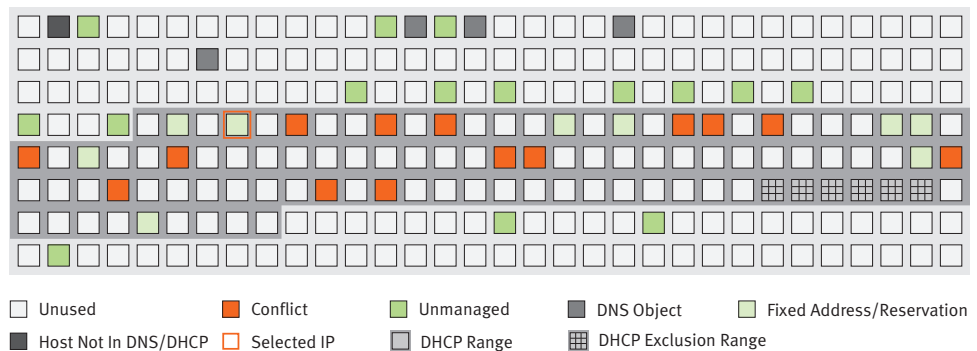 Unused Conflict Unmanaged DNS Object Fixed Address/Reservation
Host Not In DNS/DHCP Selected IP DHCP Range DHCP Exclusion Range